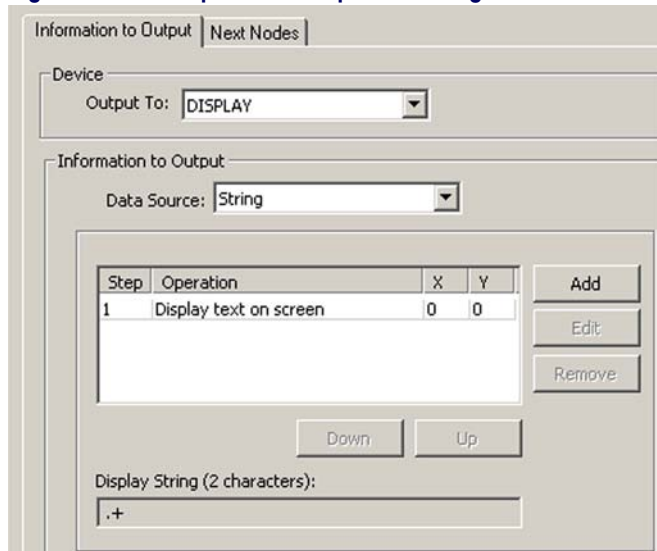 Information to Output Next Nodes
Device
Output To: DISPLAY
Information to Output
Data Source: String
Step Operation X Y
1 Display text on screen 0 0
Add
Edit
Remove
Down Up
Display String (2 characters):
.+